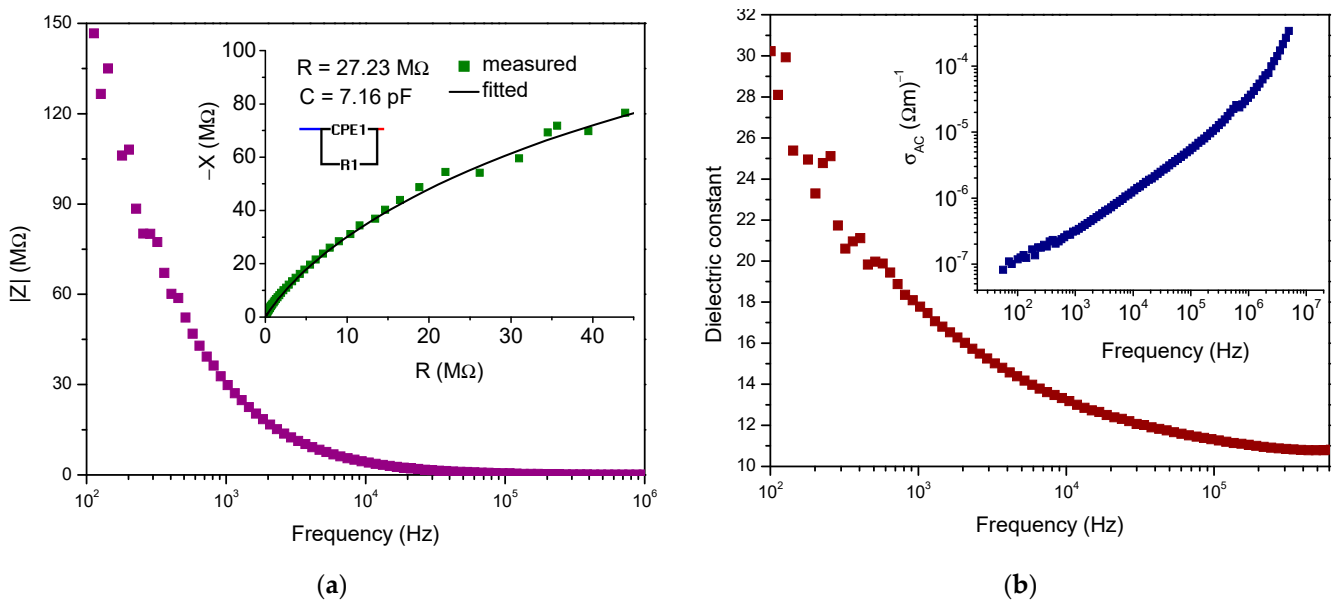 150
120
90
60
30
0
|Z| (MΩ)
10² 10³ 10⁴ 10⁵ 10⁶
Frequency (Hz)
100
80
60
40
20
0
−X (MΩ)
R = 27.23 MΩ
C = 7.16 pF
CPE1
R1
measured
fitted
0 10 20 30 40
R (MΩ)
(a)
32
30
28
26
24
22
20
18
16
14
12
10
Dielectric constant
10² 10³ 10⁴ 10⁵
Frequency (Hz)
10⁻⁴
10⁻⁵
10⁻⁶
10⁻⁷
σAC (Ωm)⁻¹
10² 10³ 10⁴ 10⁵ 10⁶ 10⁷
Frequency (Hz)
(b)